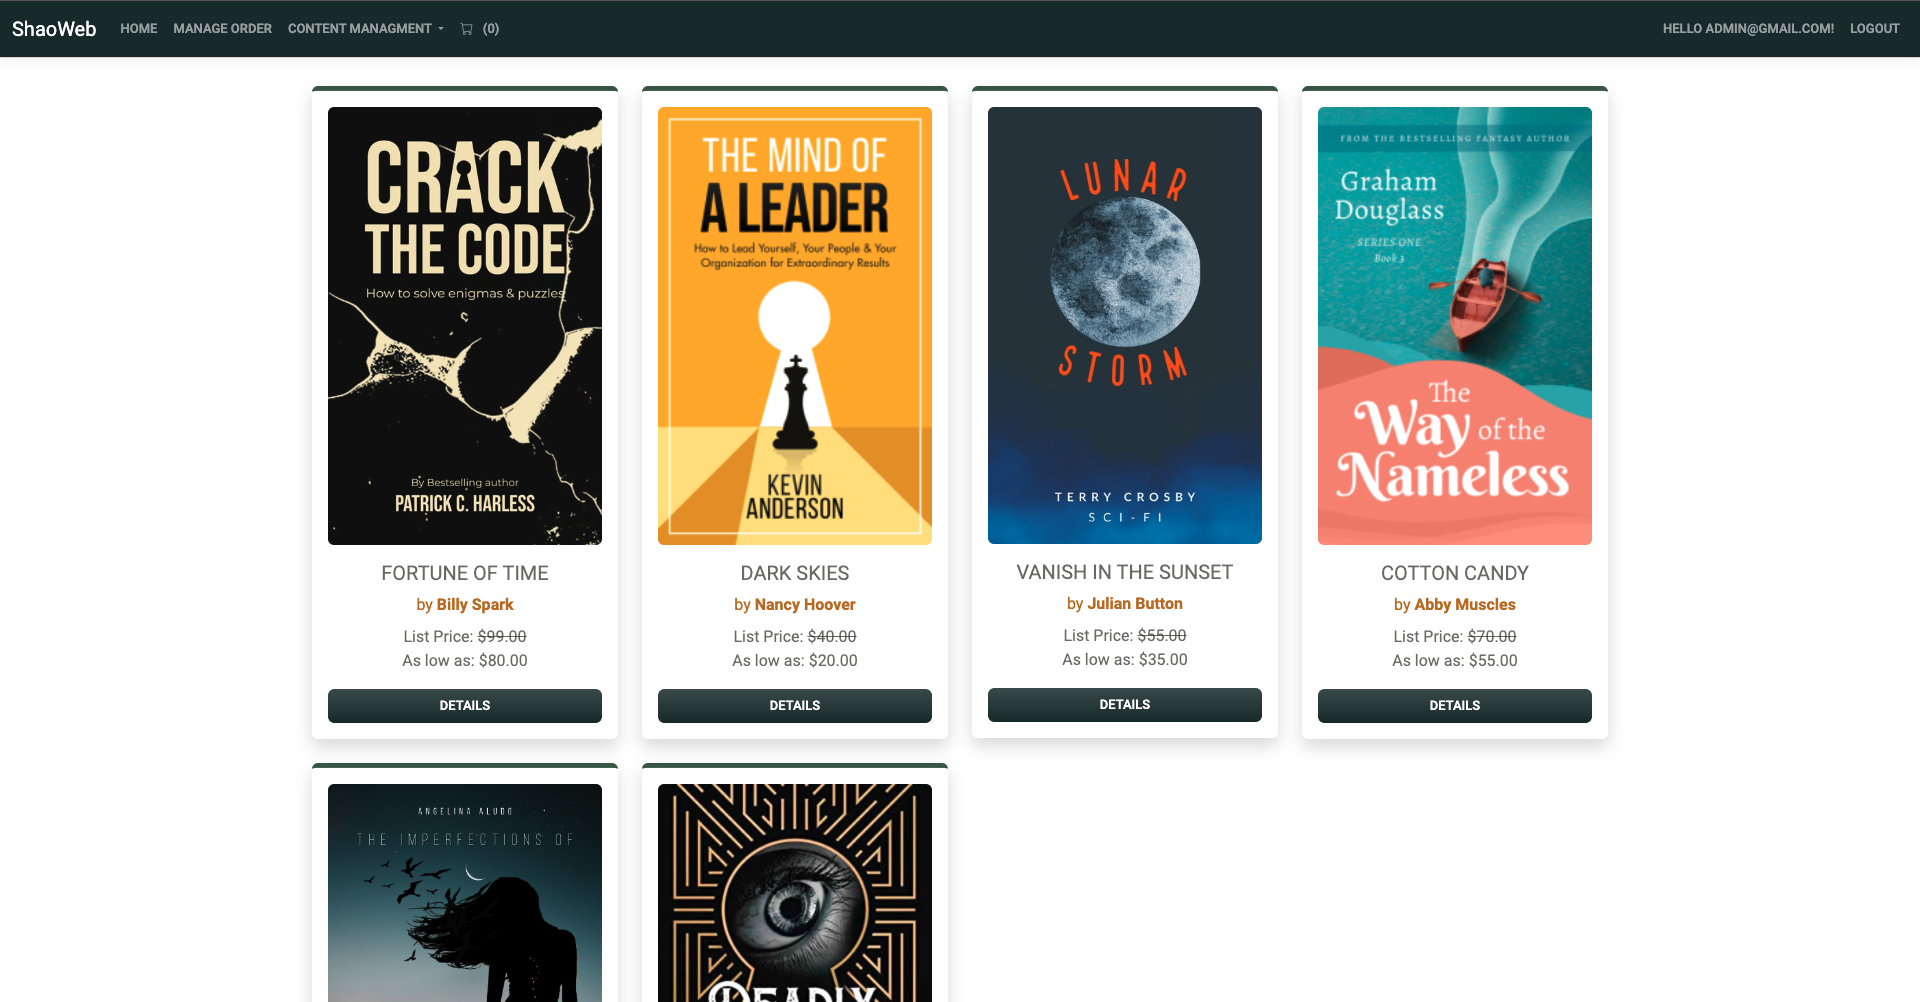 ShaoWeb HOME MANAGE ORDER CONTENT MANAGMENT (0) HELLO ADMIN@GMAIL.COM! LOGOUT
CRACK
THE CODE
How to solve enigmas & puzzles
By Bestselling author
PATRICK C. HARLESS
FORTUNE OF TIME
by Billy Spark
List Price: $99.00
As low as: $80.00
DETAILS
THE MIND OF
A LEADER
How to Lead Yourself, Your People & Your
Organization for Extraordinary Results
KEVIN
ANDERSON
DARK SKIES
by Nancy Hoover
List Price: $40.00
As low as: $20.00
DETAILS
LUNAR
STORM
TERRY CROSBY
SCI-FI
VANISH IN THE SUNSET
by Julian Button
List Price: $55.00
As low as: $35.00
DETAILS
FROM THE BESTSELLING FANTASY AUTHOR
Graham
Douglass
SERIES ONE
Book 3
The
Way of the
Nameless
COTTON CANDY
by Abby Muscles
List Price: $70.00
As low as: $55.00
DETAILS
ANGELINA ALUDO
THE IMPERFECTIONS OF
DEADLY